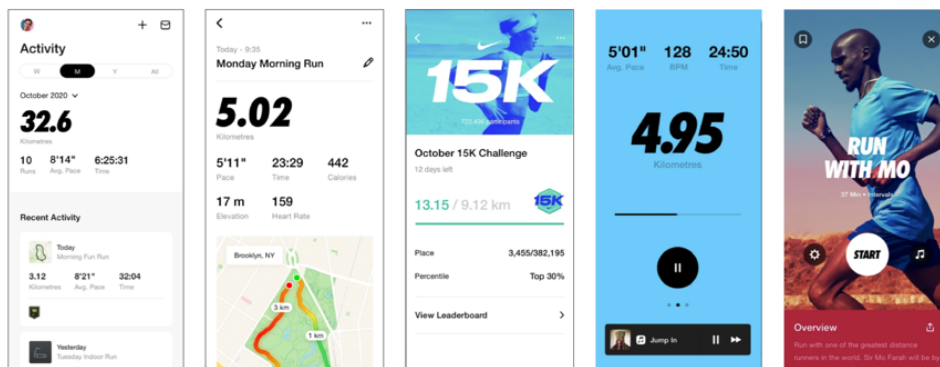 Activity
W M Y All
October 2020
32.6
Kilometres
10 8'14" 6:25:31
Runs Avg. Pace Time
Recent Activity
Today
Morning Fun Run
3.12 8'21" 32:04
Kilometres Avg. Pace Time
Yesterday
Tuesday Indoor Run
Today - 9:35
Monday Morning Run
5.02
Kilometres
5'11" 23:29 442
Pace Time Calories
17 m 159
Elevation Heart Rate
Brooklyn, NY
3 km
1 km
15K
participants
October 15K Challenge
12 days left
13.15 / 9.12 km
15K
Place 3,455/382,195
Percentile Top 30%
View Leaderboard
5'01" 128 24:50
Avg. Pace BPM Time
4.95
Kilometres
Jump In
RUN
WITH MO
37 Min • Intervals
START
Overview
Run with one of the greatest distance
runners in the world. Sir Mo Farah will be by